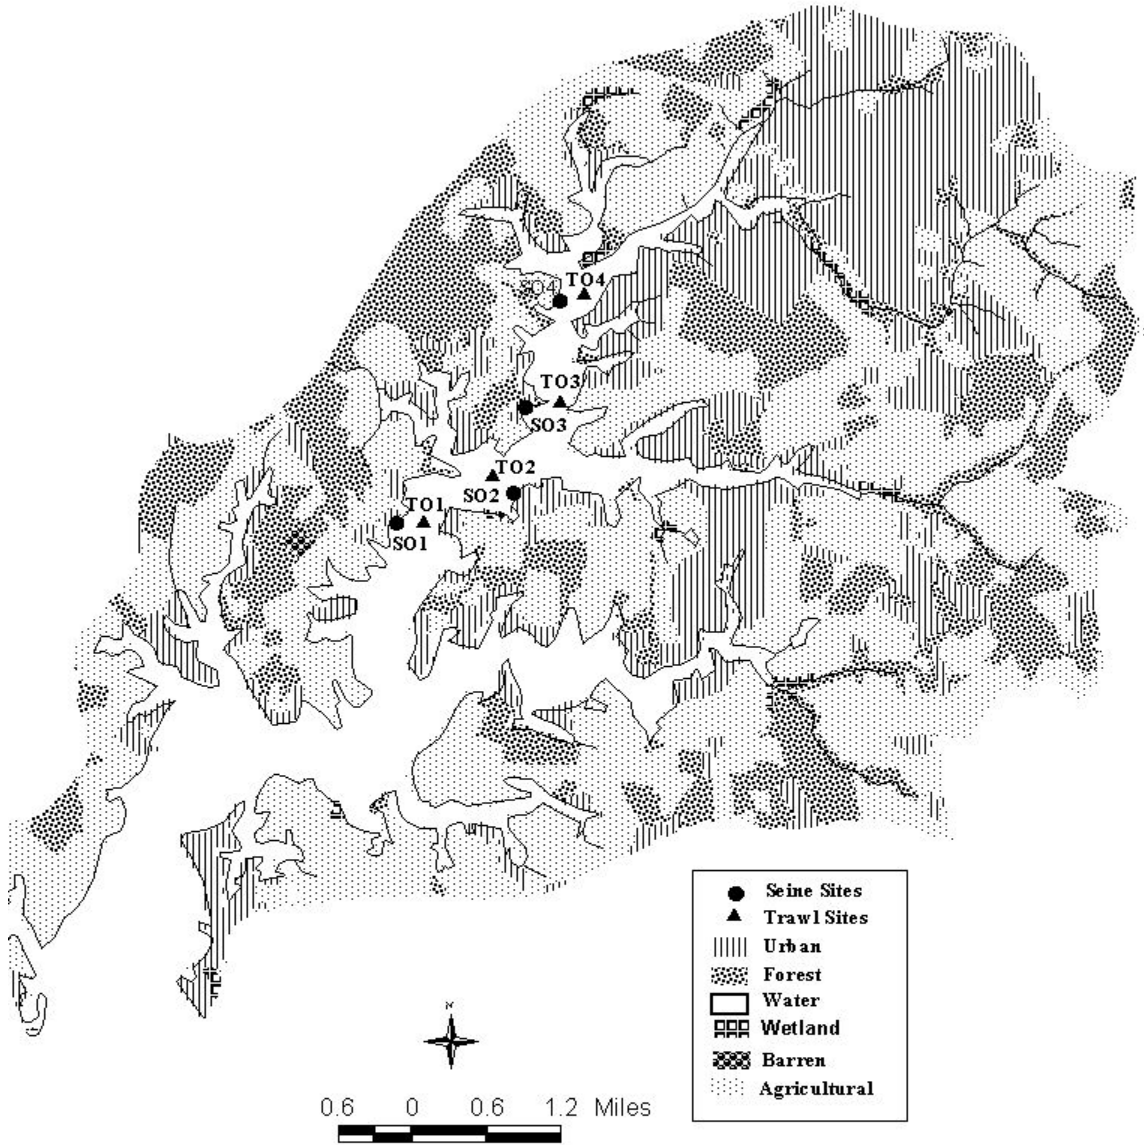 TO4
SO4
TO3
SO3
TO2
SO2
TO1
SO1
Seine Sites
Trawl Sites
Urban
Forest
Water
Wetland
Barren
Agricultural
N
0.6 0 0.6 1.2 Miles